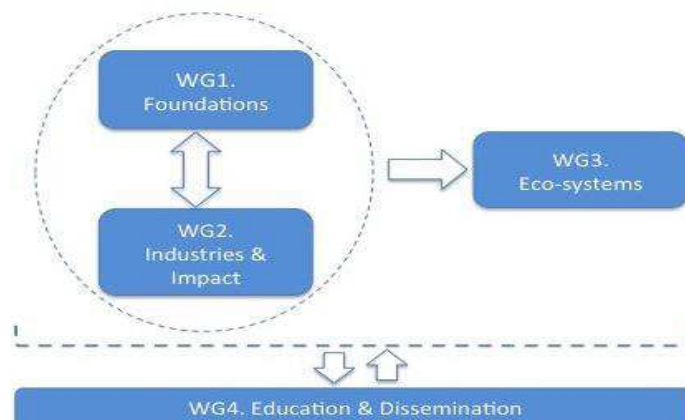 WG1.
Foundations
WG2.
Industries &
Impact
WG3.
Eco-systems
WG4. Education & Dissemination